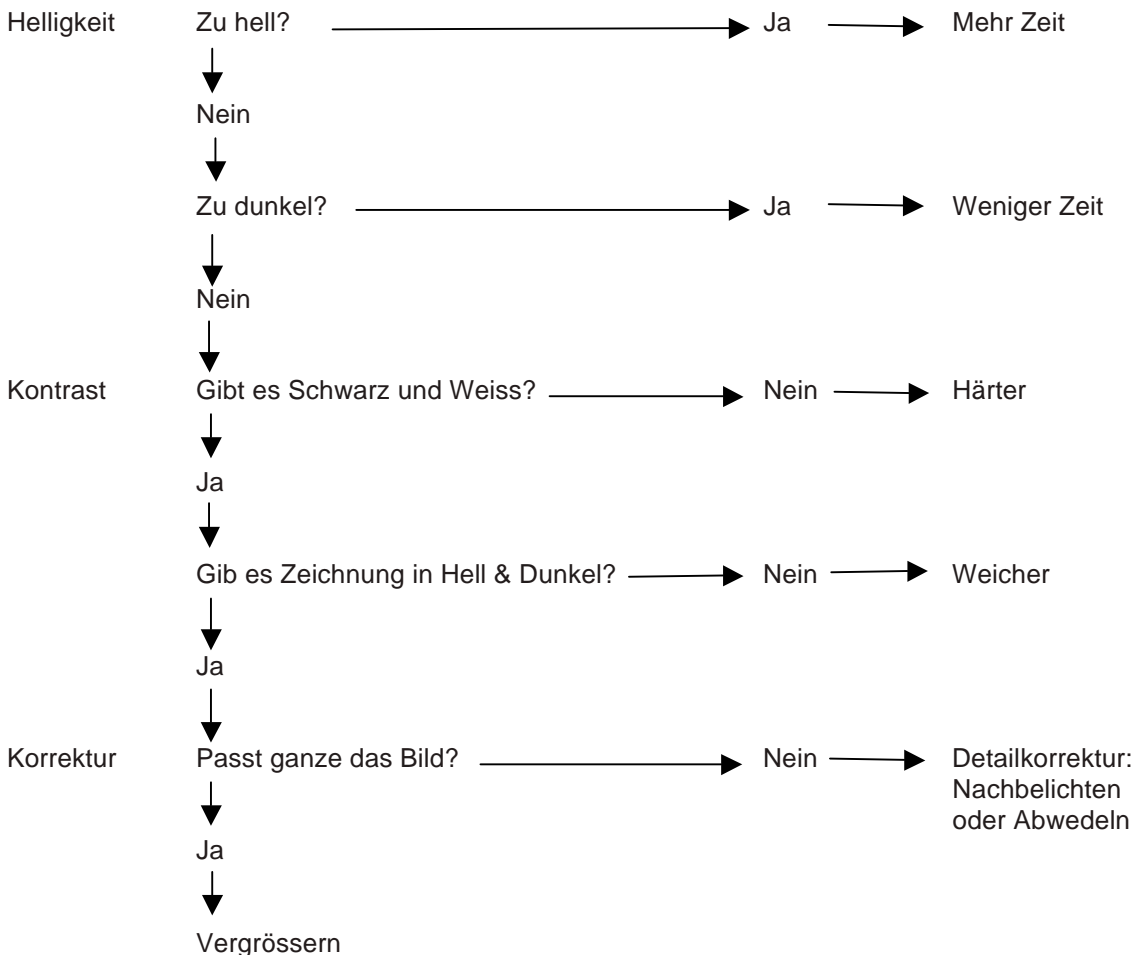 Helligkeit Zu hell? Ja Mehr Zeit
Nein
Zu dunkel? Ja Weniger Zeit
Nein
Kontrast Gibt es Schwarz und Weiss? Nein Härter
Ja
Gib es Zeichnung in Hell & Dunkel? Nein Weicher
Ja
Korrektur Passt ganze das Bild? Nein Detailkorrektur:
Nachbelichten
oder Abwedeln
Ja
Vergrössern